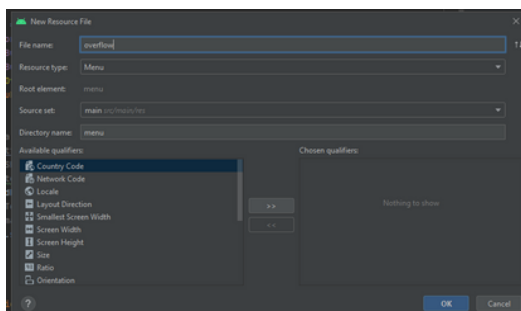 New Resource File
File name: overflow
Resource type: Menu
Root element: menu
Source set: main src/main/res
Directory name: menu
Available qualifiers: Chosen qualifiers:
Country Code
Network Code
Locale
Layout Direction
Smallest Screen Width
Screen Width
Screen Height
Size
Ratio
Orientation
>>
<<
Nothing to show
? OK Cancel